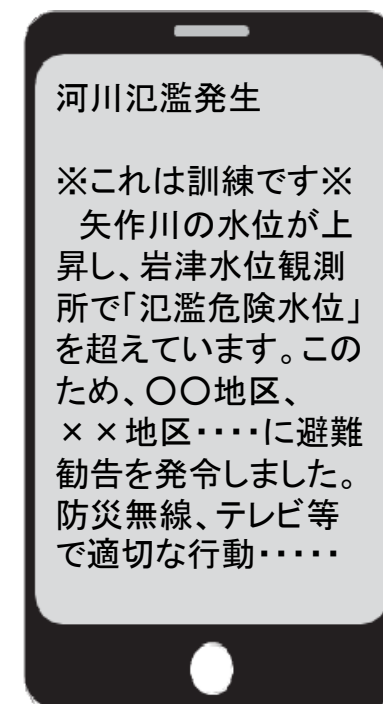 河川氾濫発生
※これは訓練です※
　矢作川の水位が上
昇し、岩津水位観測
所で「氾濫危険水位」
を超えています。この
ため、〇〇地区、
××地区・・・・に避難
勧告を発令しました。
防災無線、テレビ等
で適切な行動・・・・・